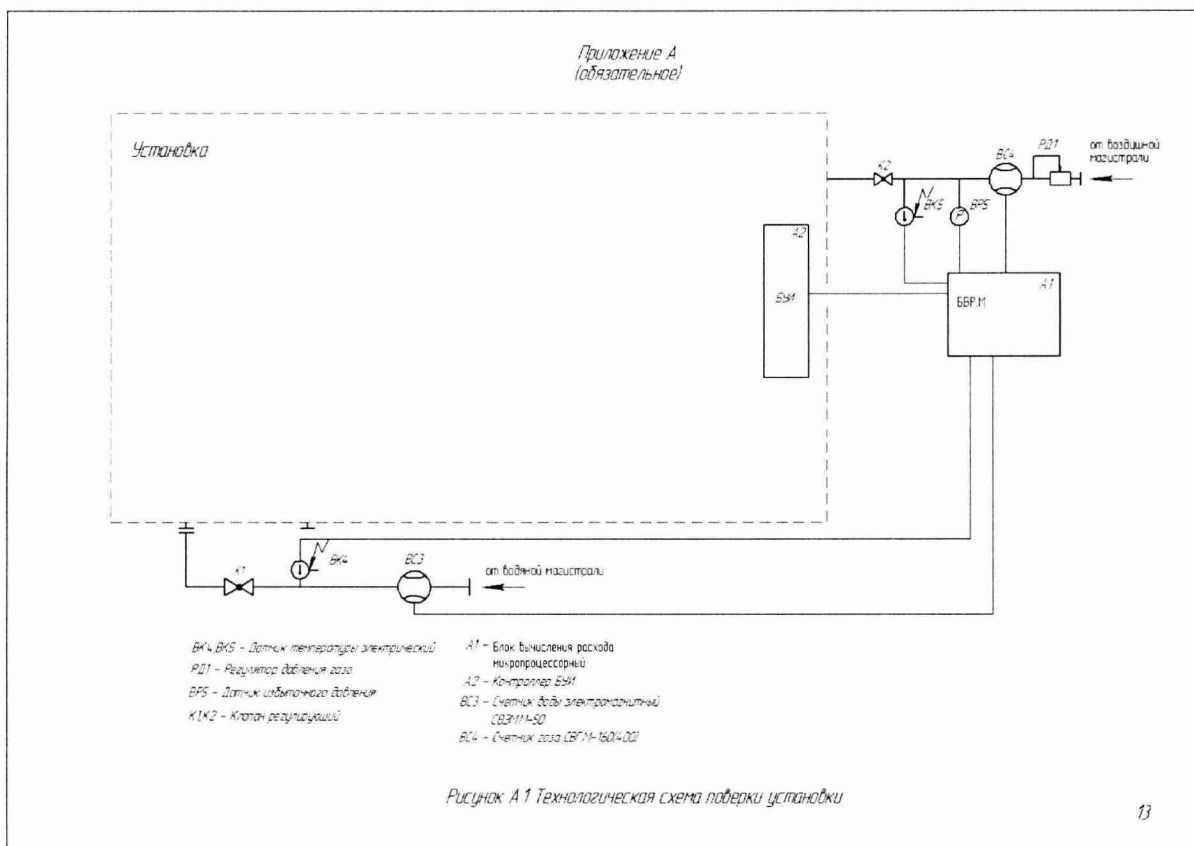 Приложение А
(обязательное)
Установка
К2
ВК5
ВР5
ВС4
РД1
от воздушной
магистрали
Р
А2
БУИ
А1
БВР.М
К1
ВК4
ВС3
от водяной магистрали
ВК4,ВК5 – Датчик температуры электрический
РД1 – Регулятор давления газа
ВР5 – Датчик избыточного давления
К1,К2 – Клапан регулирующий
А1 – Блок вычисления расхода
микропроцессорный
А2 – Контроллер БУИ
ВС3 – Счетчик воды электромагнитный
СВЭМ.М-50
ВС4 – Счетчик газа СВГ.М-160(400)
Рисунок А.1 Технологическая схема поверки установки
13